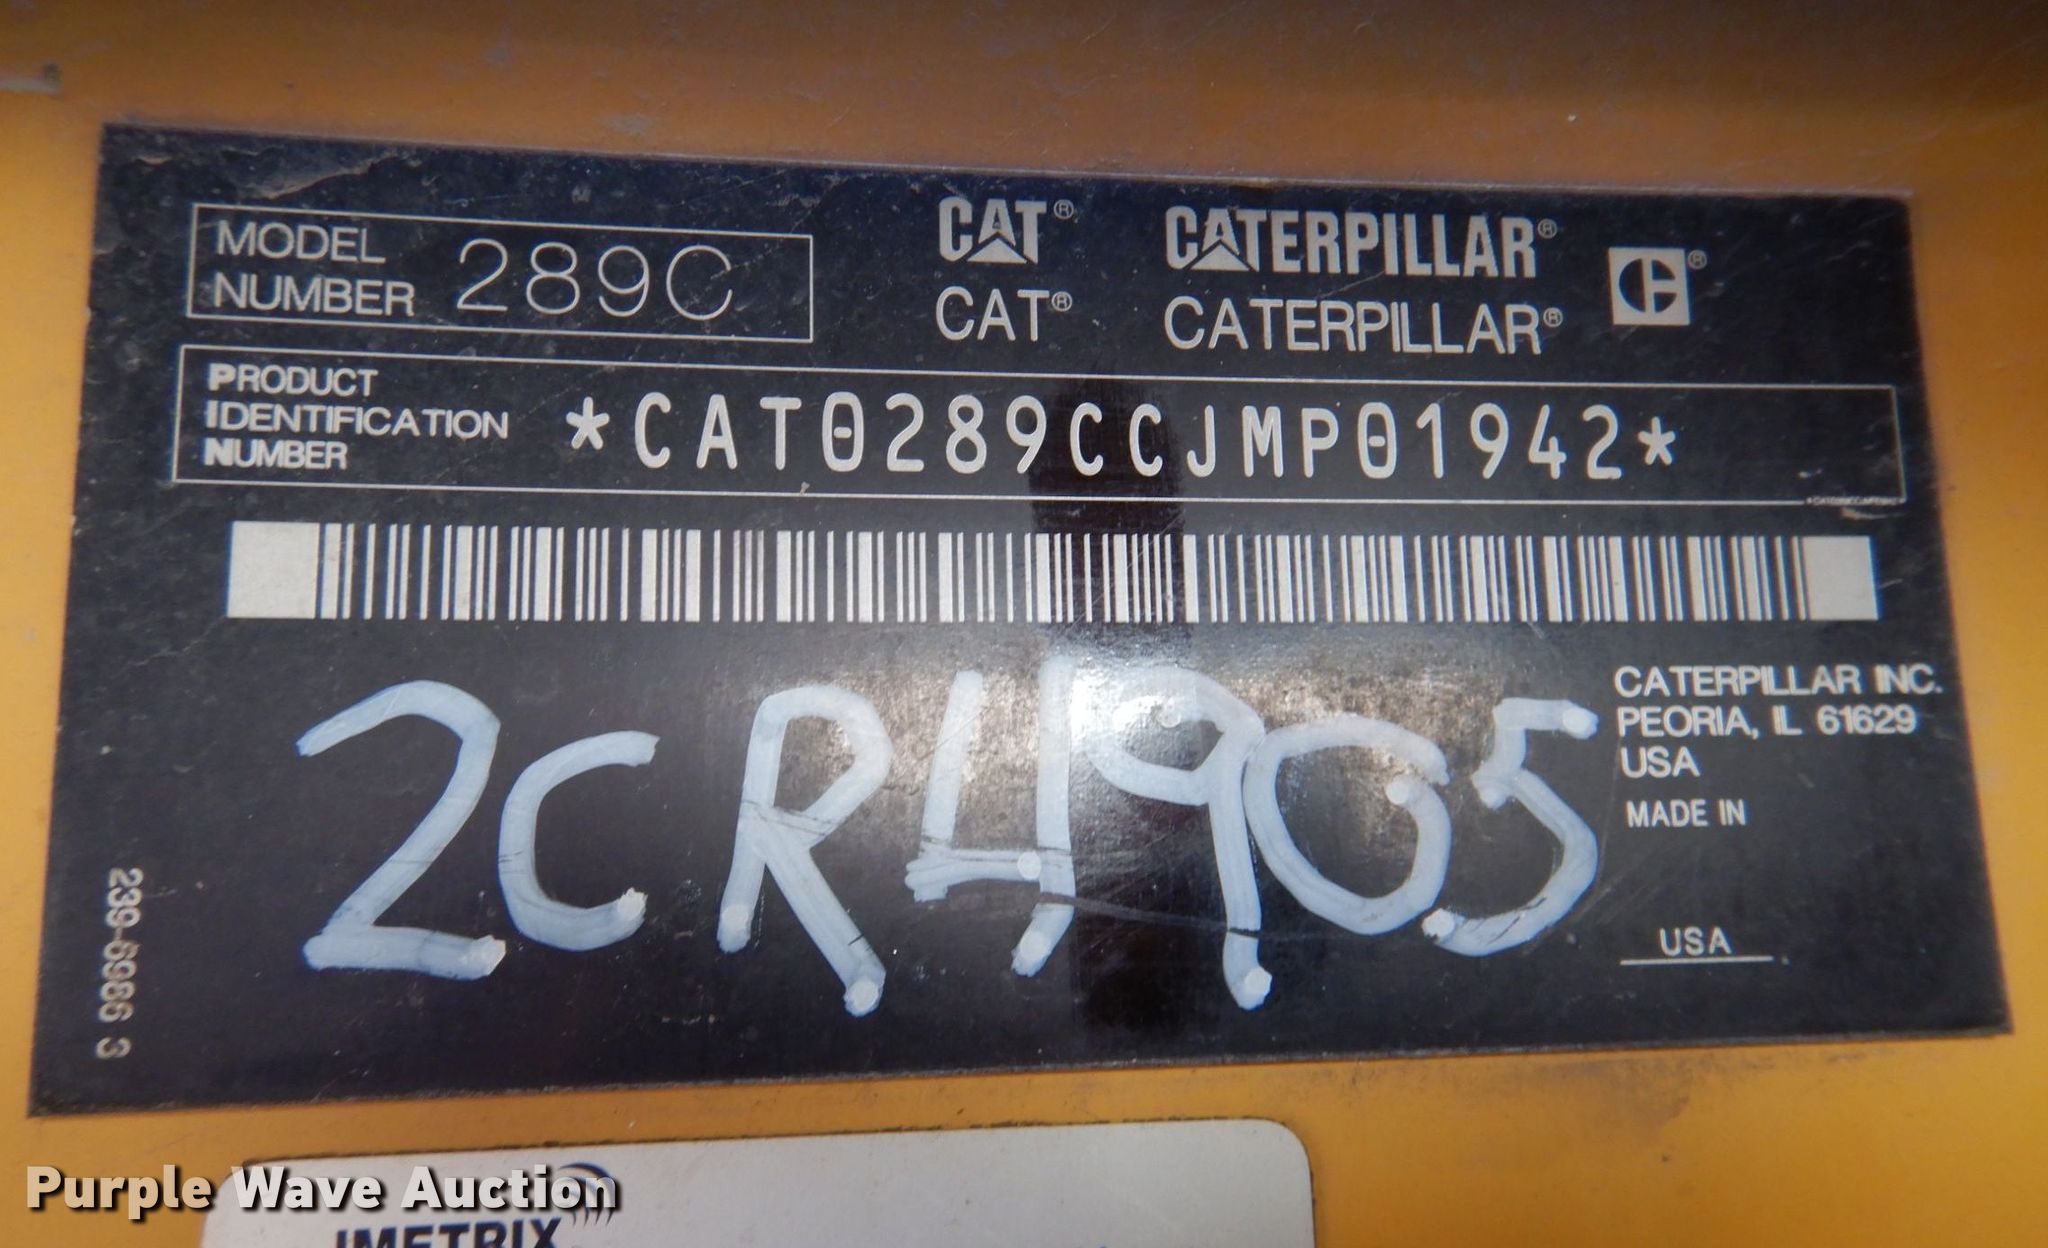 MODEL NUMBER 289C
CAT® CATERPILLAR®
CAT® CATERPILLAR®
PRODUCT IDENTIFICATION NUMBER *CAT0289CCJMP01942*
2CR4905
CATERPILLAR INC.
PEORIA, IL 61629
USA
MADE IN
USA
239-6986 3
Purple Wave Auction
IMETRIX